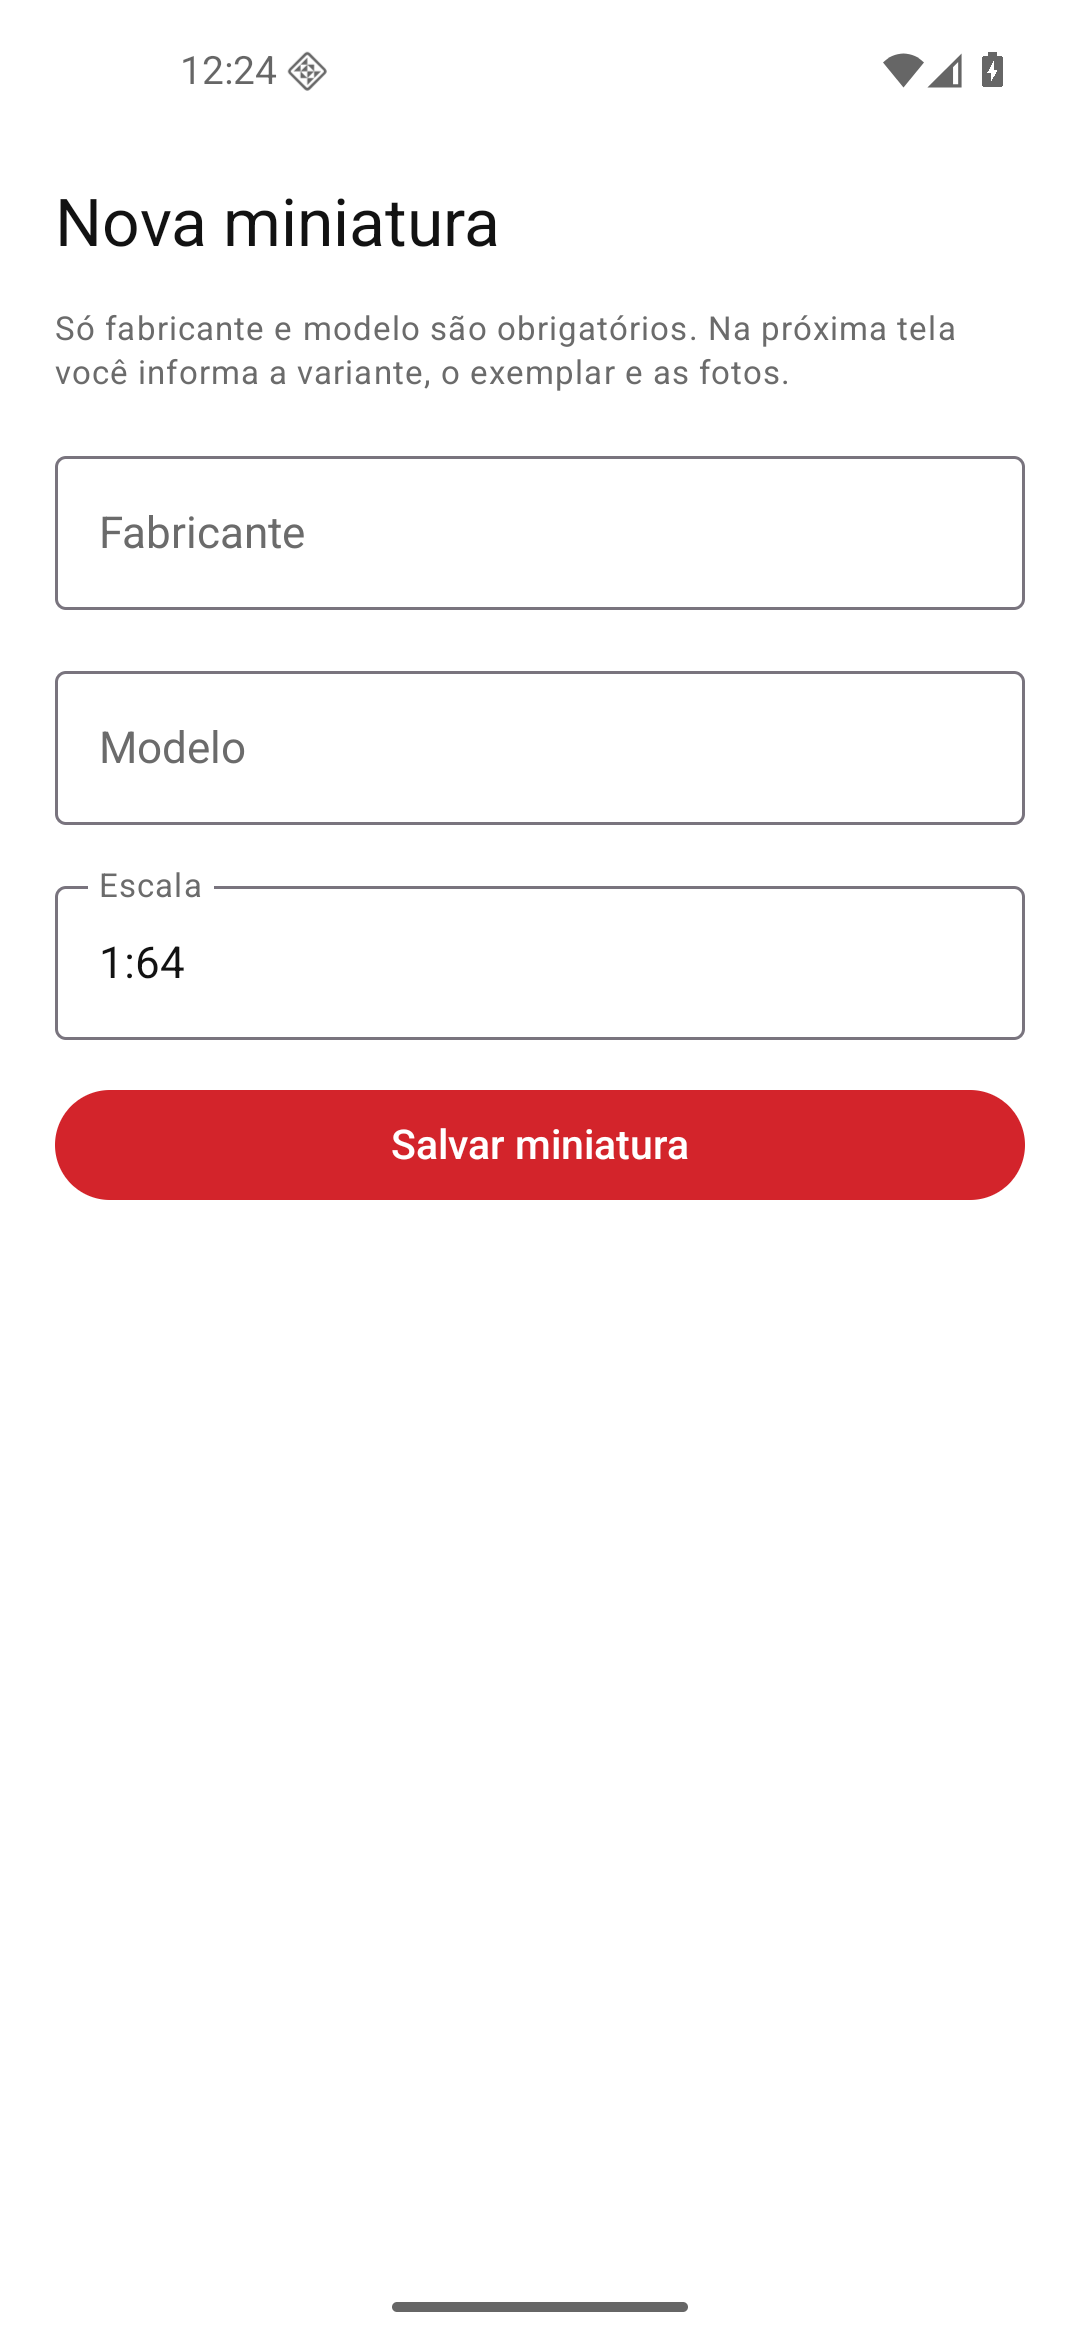 12:24
Nova miniatura
Só fabricante e modelo são obrigatórios. Na próxima tela
você informa a variante, o exemplar e as fotos.
Fabricante
Modelo
Escala
1:64
Salvar miniatura